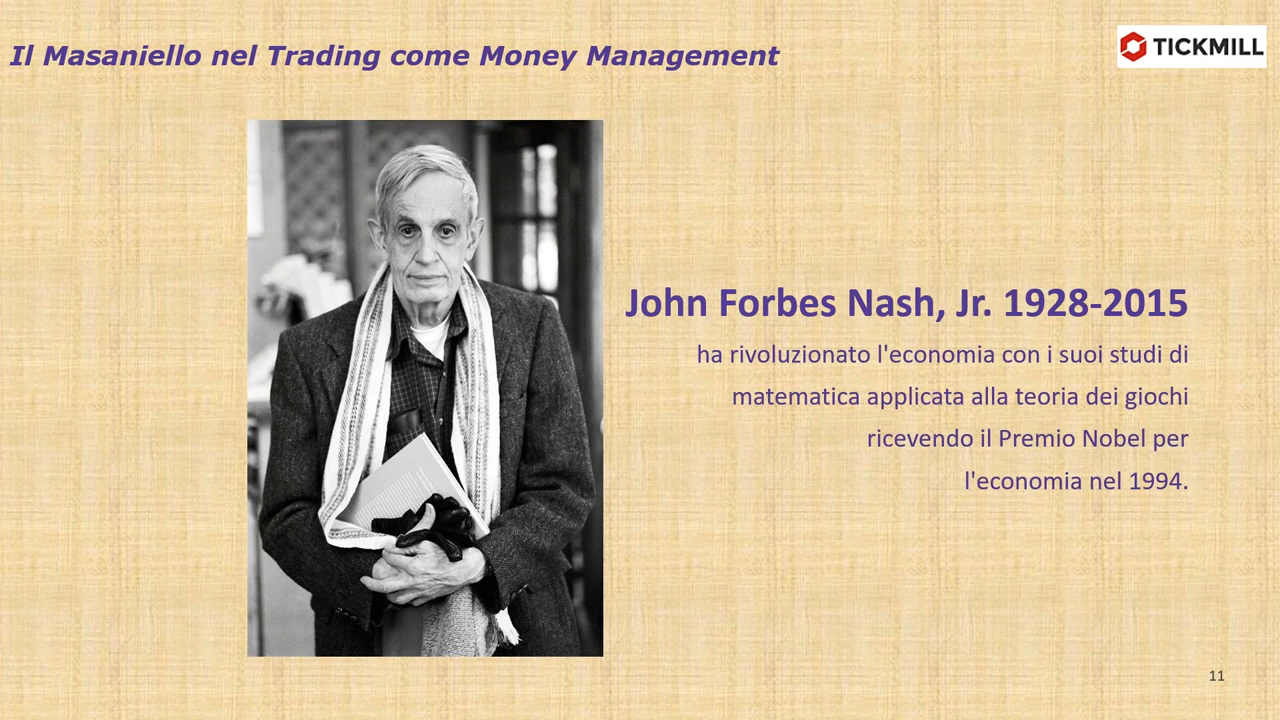 Il Masaniello nel Trading come Money Management
TICKMILL
John Forbes Nash, Jr. 1928-2015
ha rivoluzionato l'economia con i suoi studi di
matematica applicata alla teoria dei giochi
ricevendo il Premio Nobel per
l'economia nel 1994.
11